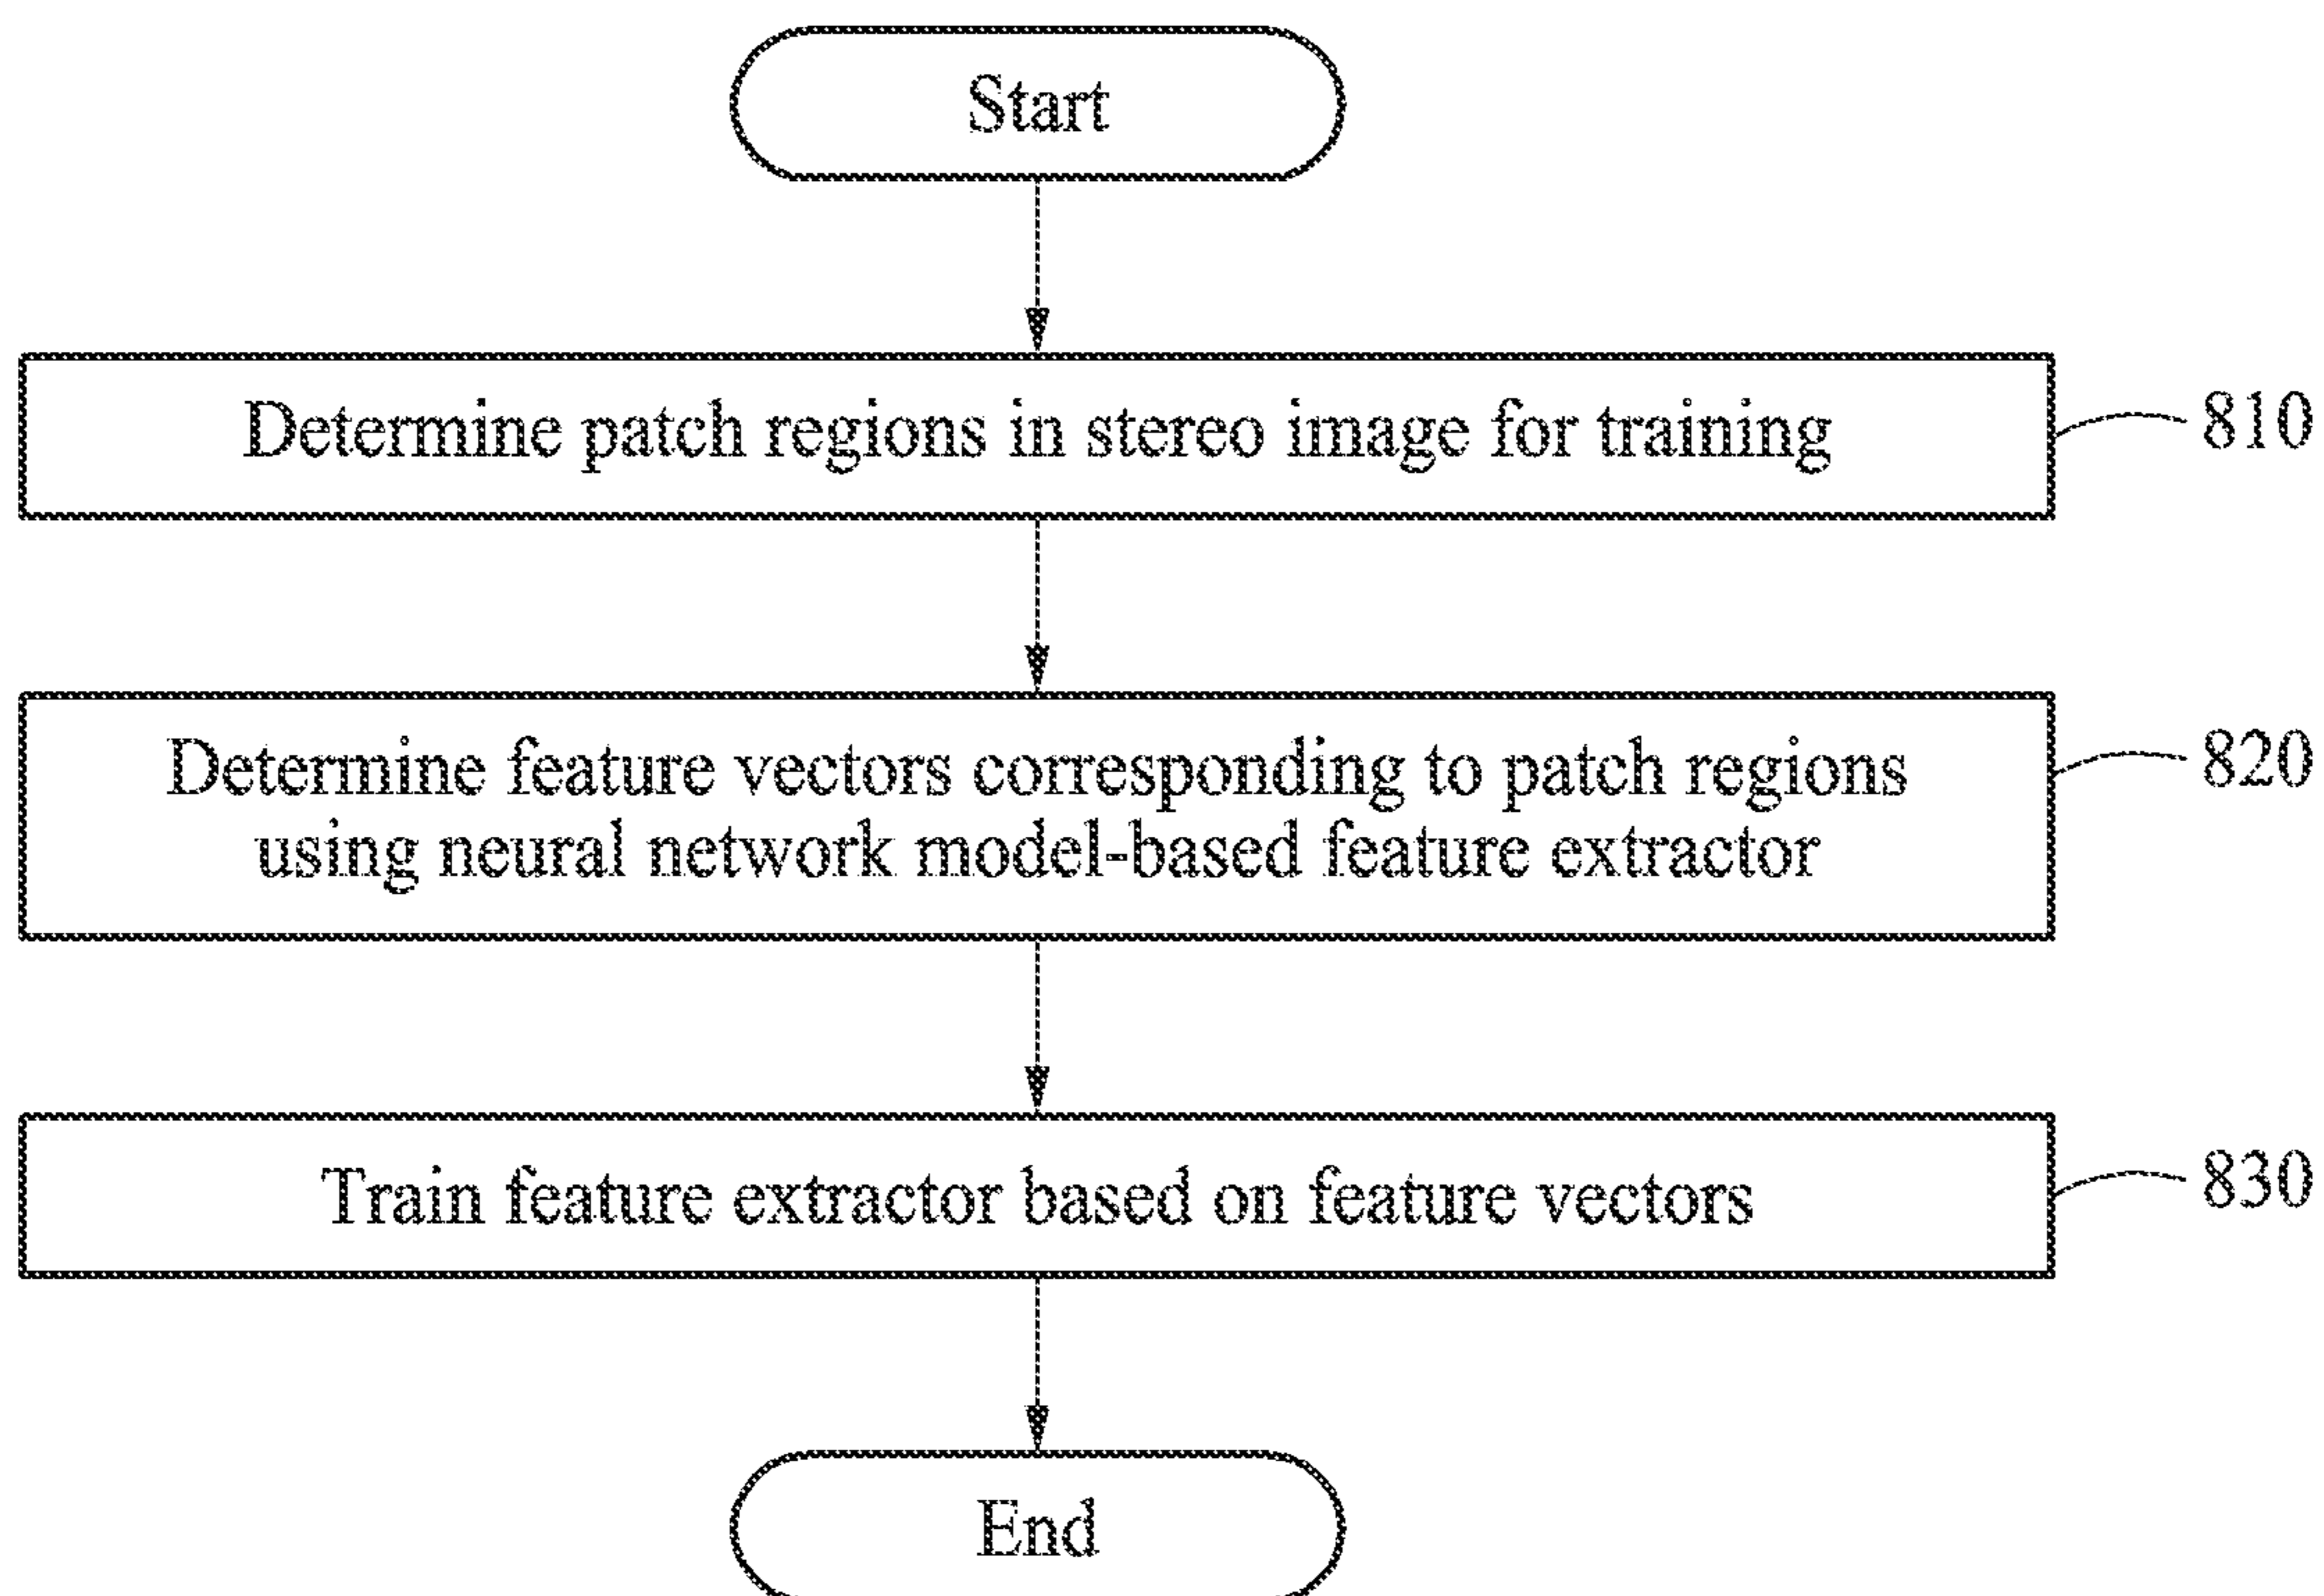 Start
Determine patch regions in stereo image for training
810
Determine feature vectors corresponding to patch regions
using neural network model-based feature extractor
820
Train feature extractor based on feature vectors
830
End